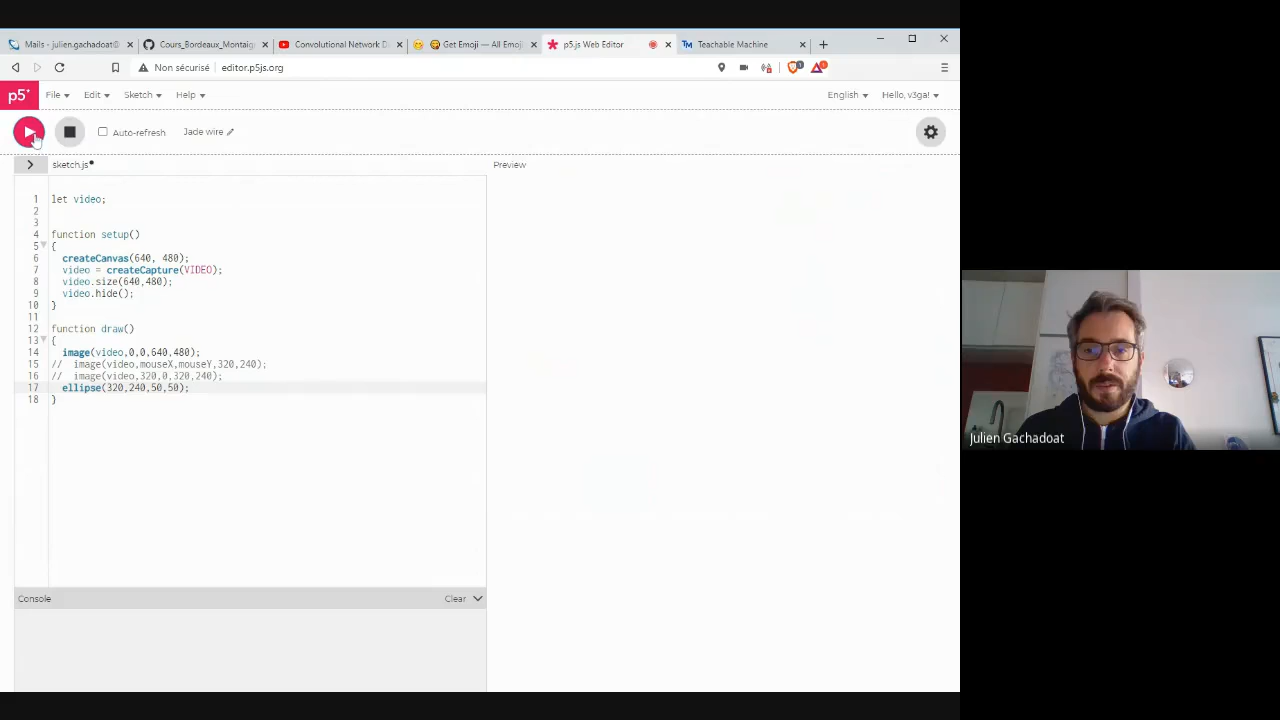 Mails - julien.gachadoat@
Cours_Bordeaux_Montaig
Convolutional Network D
Get Emoji — All Emoji
p5.js Web Editor
Teachable Machine
Non sécurisé
editor.p5js.org
p5*
File
Edit
Sketch
Help
English
Hello, v3ga!
Auto-refresh
Jade wire
sketch.js
Preview
1 let video;
2
3
4 function setup()
5 {
6 createCanvas(640, 480);
7 video = createCapture(VIDEO);
8 video.size(640,480);
9 video.hide();
10 }
11
12 function draw()
13 {
14 image(video,0,0,640,480);
15 // image(video,mouseX,mouseY,320,240);
16 // image(video,320,0,320,240);
17 ellipse(320,240,50,50);
18 }
Console
Clear
Julien Gachadoat